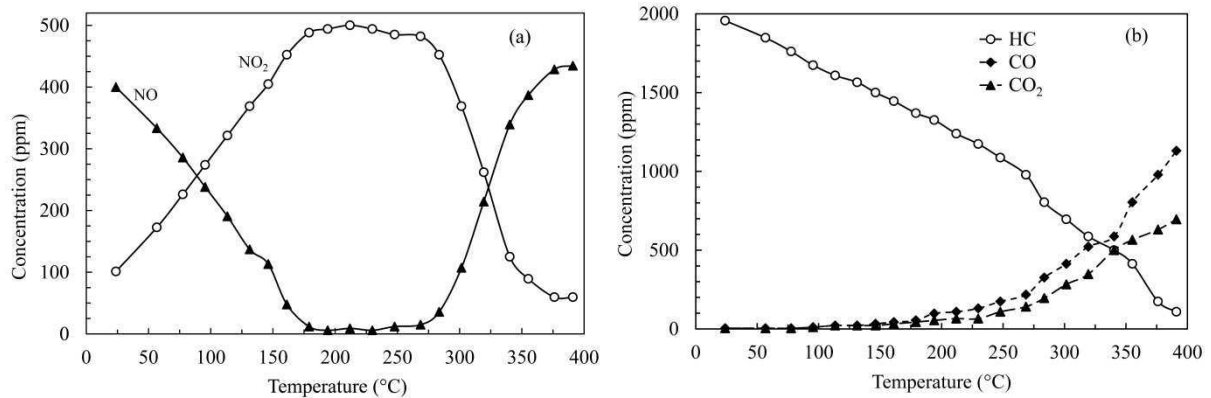 (a)
NO₂
NO
500
400
300
200
100
0
Concentration (ppm)
0 50 100 150 200 250 300 350 400
Temperature (°C)
(b)
HC
CO
CO₂
2000
1500
1000
500
0
Concentration (ppm)
0 50 100 150 200 250 300 350 400
Temperature (°C)